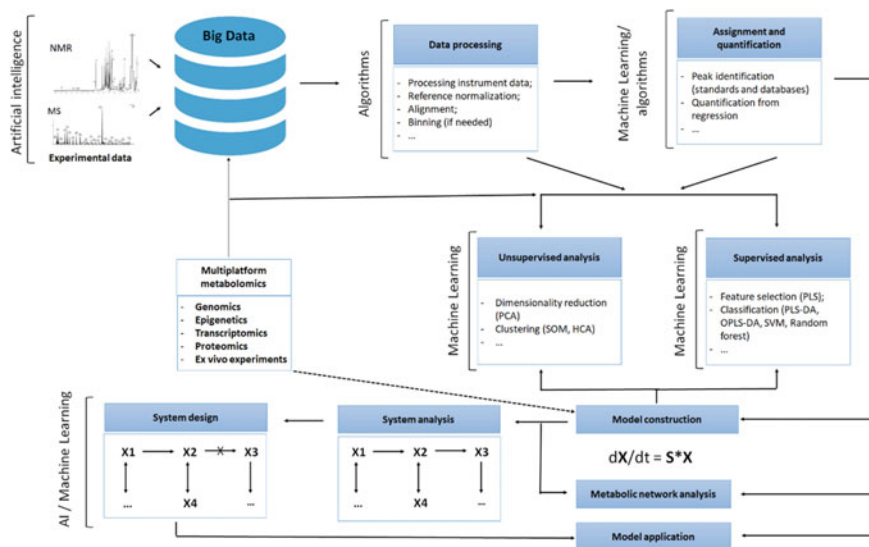 Artificial intelligence
NMR
MS
Experimental data
Big Data
Algorithms
Data processing
- Processing instrument data;
- Reference normalization;
- Alignment;
- Binning (if needed)
- ...
Machine Learning/
algorithms
Assignment and
quantification
- Peak identification
(standards and databases)
- Quantification from
regression
- ...
Multiplatform
metabolomics
- Genomics
- Epigenetics
- Transcriptomics
- Proteomics
- Ex vivo experiments
Machine Learning
Unsupervised analysis
- Dimensionality reduction
(PCA)
- Clustering (SOM, HCA)
- ...
Machine Learning
Supervised analysis
- Feature selection (PLS);
- Classification (PLS-DA,
OPLS-DA, SVM, Random
forest)
- ...
AI / Machine Learning
System design
X1 X2 X3
... X4 ...
System analysis
X1 X2 X3
... X4 ...
Model construction
dX/dt = S*X
Metabolic network analysis
Model application